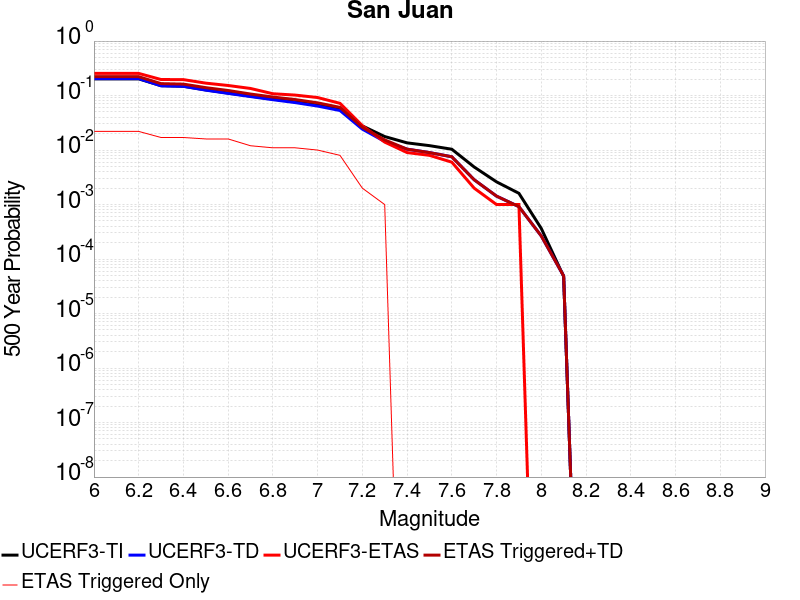 San Juan
10^0
10^-1
10^-2
10^-3
10^-4
10^-5
10^-6
10^-7
10^-8
500 Year Probability
6 6.2 6.4 6.6 6.8 7 7.2 7.4 7.6 7.8 8 8.2 8.4 8.6 8.8 9
Magnitude
UCERF3-TI UCERF3-TD UCERF3-ETAS ETAS Triggered+TD
ETAS Triggered Only